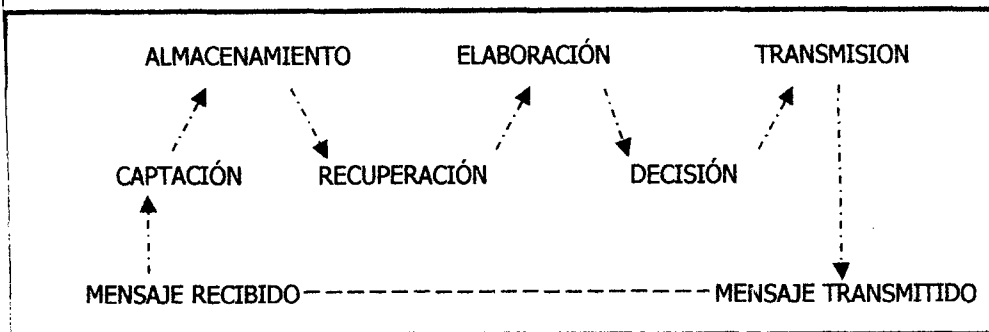 ALMACENAMIENTO ELABORACIÓN TRANSMISION
CAPTACIÓN RECUPERACIÓN DECISIÓN
MENSAJE RECIBIDO MENSAJE TRANSMITIDO